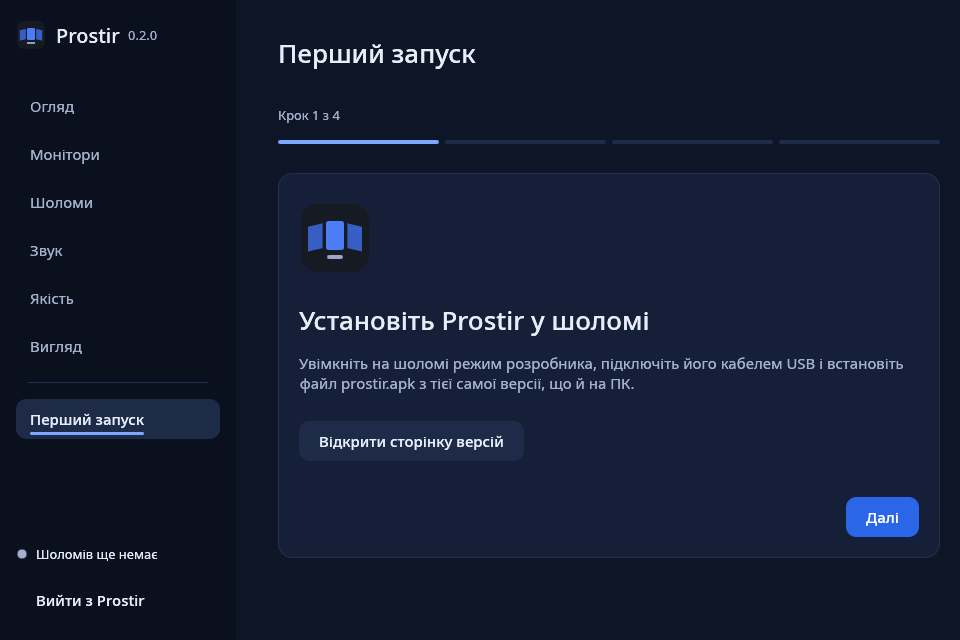 Prostir 0.2.0
Огляд
Монітори
Шоломи
Звук
Якість
Вигляд
Перший запуск
Шоломів ще немає
Вийти з Prostir
Перший запуск
Крок 1 з 4
Установіть Prostir у шоломі
Увімкніть на шоломі режим розробника, підключіть його кабелем USB і встановіть
файл prostir.apk з тієї самої версії, що й на ПК.
Відкрити сторінку версій
Далі